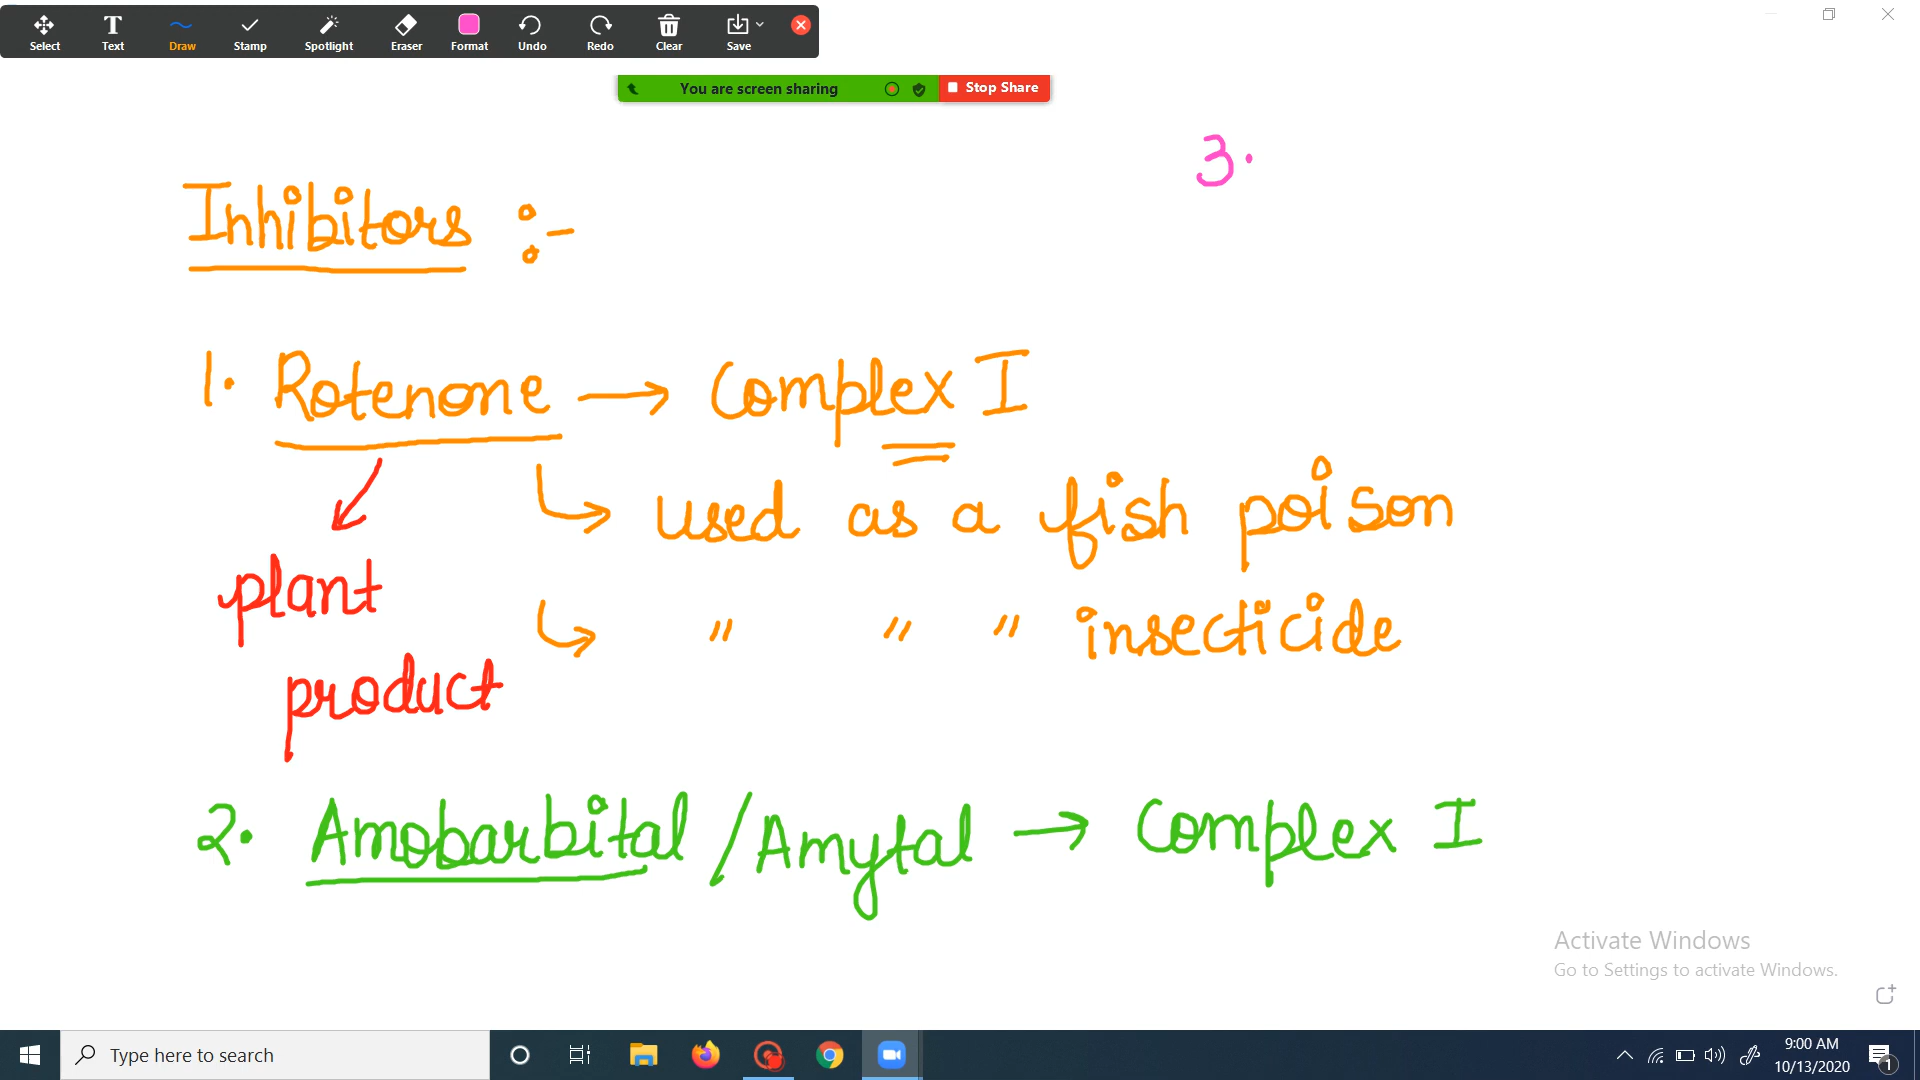 Select Text Draw Stamp Spotlight Eraser Format Undo Redo Clear Save
You are screen sharing Stop Share
3.
Inhibitors :-
1. Rotenone → Complex I
used as a fish poison
plant
" " " insecticide
product
2. Amobarbital / Amytal → Complex I
Activate Windows
Go to Settings to activate Windows.
Type here to search
9:00 AM
10/13/2020
1